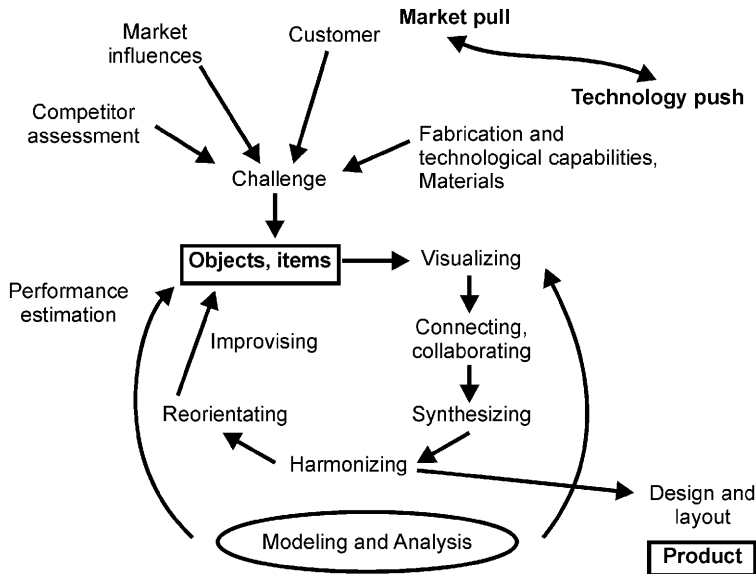 Market pull
Market
influences
Customer
Technology push
Competitor
assessment
Fabrication and
technological capabilities,
Materials
Challenge
Objects, items
Visualizing
Performance
estimation
Improvising
Connecting,
collaborating
Reorientating
Synthesizing
Harmonizing
Design and
layout
Modeling and Analysis
Product